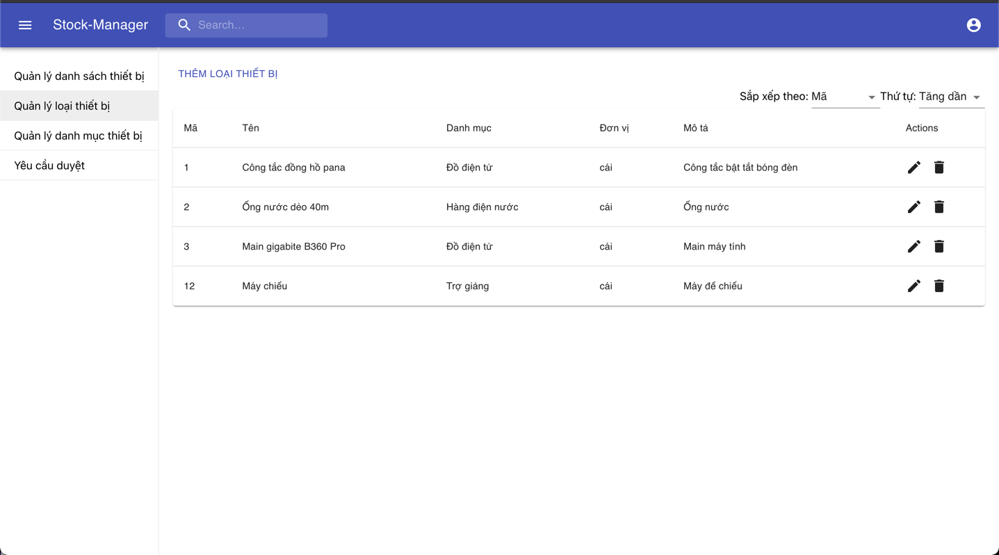 Stock-Manager Search...
Quản lý danh sách thiết bị
Quản lý loại thiết bị
Quản lý danh mục thiết bị
Yêu cầu duyệt
THÊM LOẠI THIẾT BỊ
Sắp xếp theo: Mã Thứ tự: Tăng dần
Mã Tên Danh mục Đơn vị Mô tả Actions
1 Công tắc đồng hồ pana Đồ điện tử cái Công tắc bật tắt bóng đèn
2 Ống nước dẻo 40m Hàng điện nước cái Ống nước
3 Main gigabite B360 Pro Đồ điện tử cái Main máy tính
12 Máy chiếu Trợ giảng cái Máy để chiếu